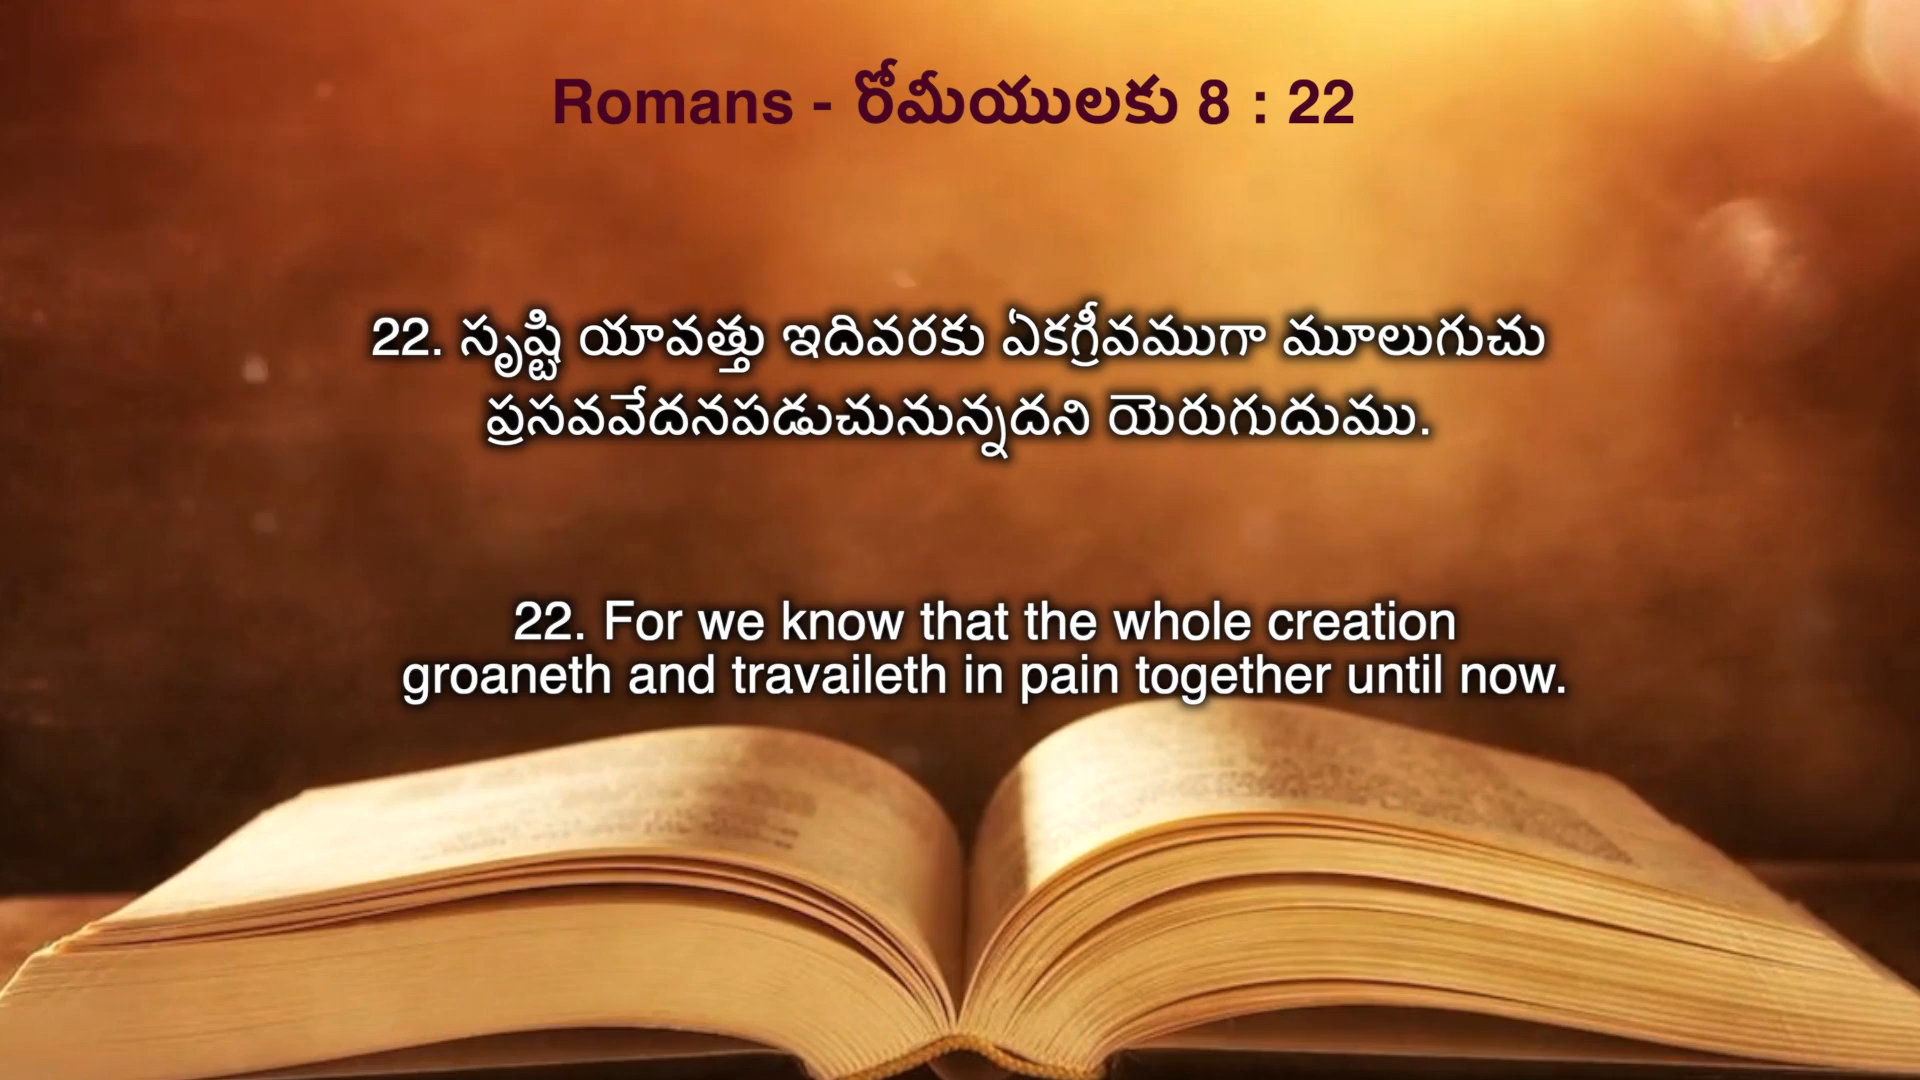 Romans - రోమీయులకు 8 : 22
22. సృష్టి యావత్తు ఇదివరకు ఏకగ్రీవముగా మూలుగుచు
ప్రసవవేదనపడుచునున్నదని యెరుగుదుము.
22. For we know that the whole creation
groaneth and travaileth in pain together until now.